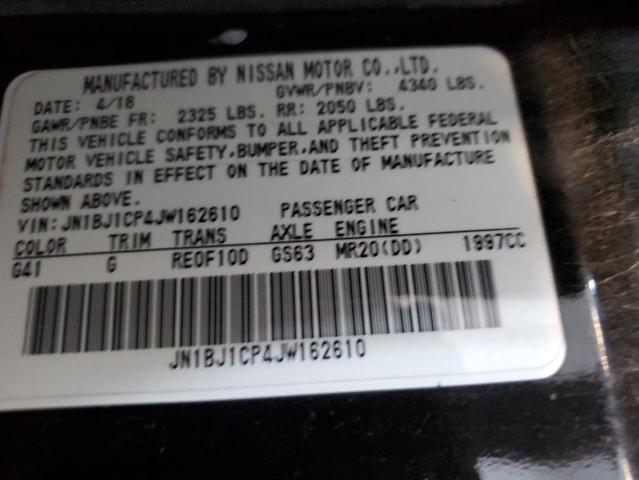 MANUFACTURED BY NISSAN MOTOR CO.,LTD.
DATE: 4/18 GVWR/PNBV: 4340 LBS.
GAWR/PNBE FR: 2325 LBS. RR: 2050 LBS.
THIS VEHICLE CONFORMS TO ALL APPLICABLE FEDERAL
MOTOR VEHICLE SAFETY,BUMPER,AND THEFT PREVENTION
STANDARDS IN EFFECT ON THE DATE OF MANUFACTURE
SHOWN ABOVE.
VIN:JN1BJ1CP4JW162610 PASSENGER CAR
COLOR TRIM TRANS AXLE ENGINE
G41 G RE0F10D GS63 MR20(DD) 1997CC
JN1BJ1CP4JW162610